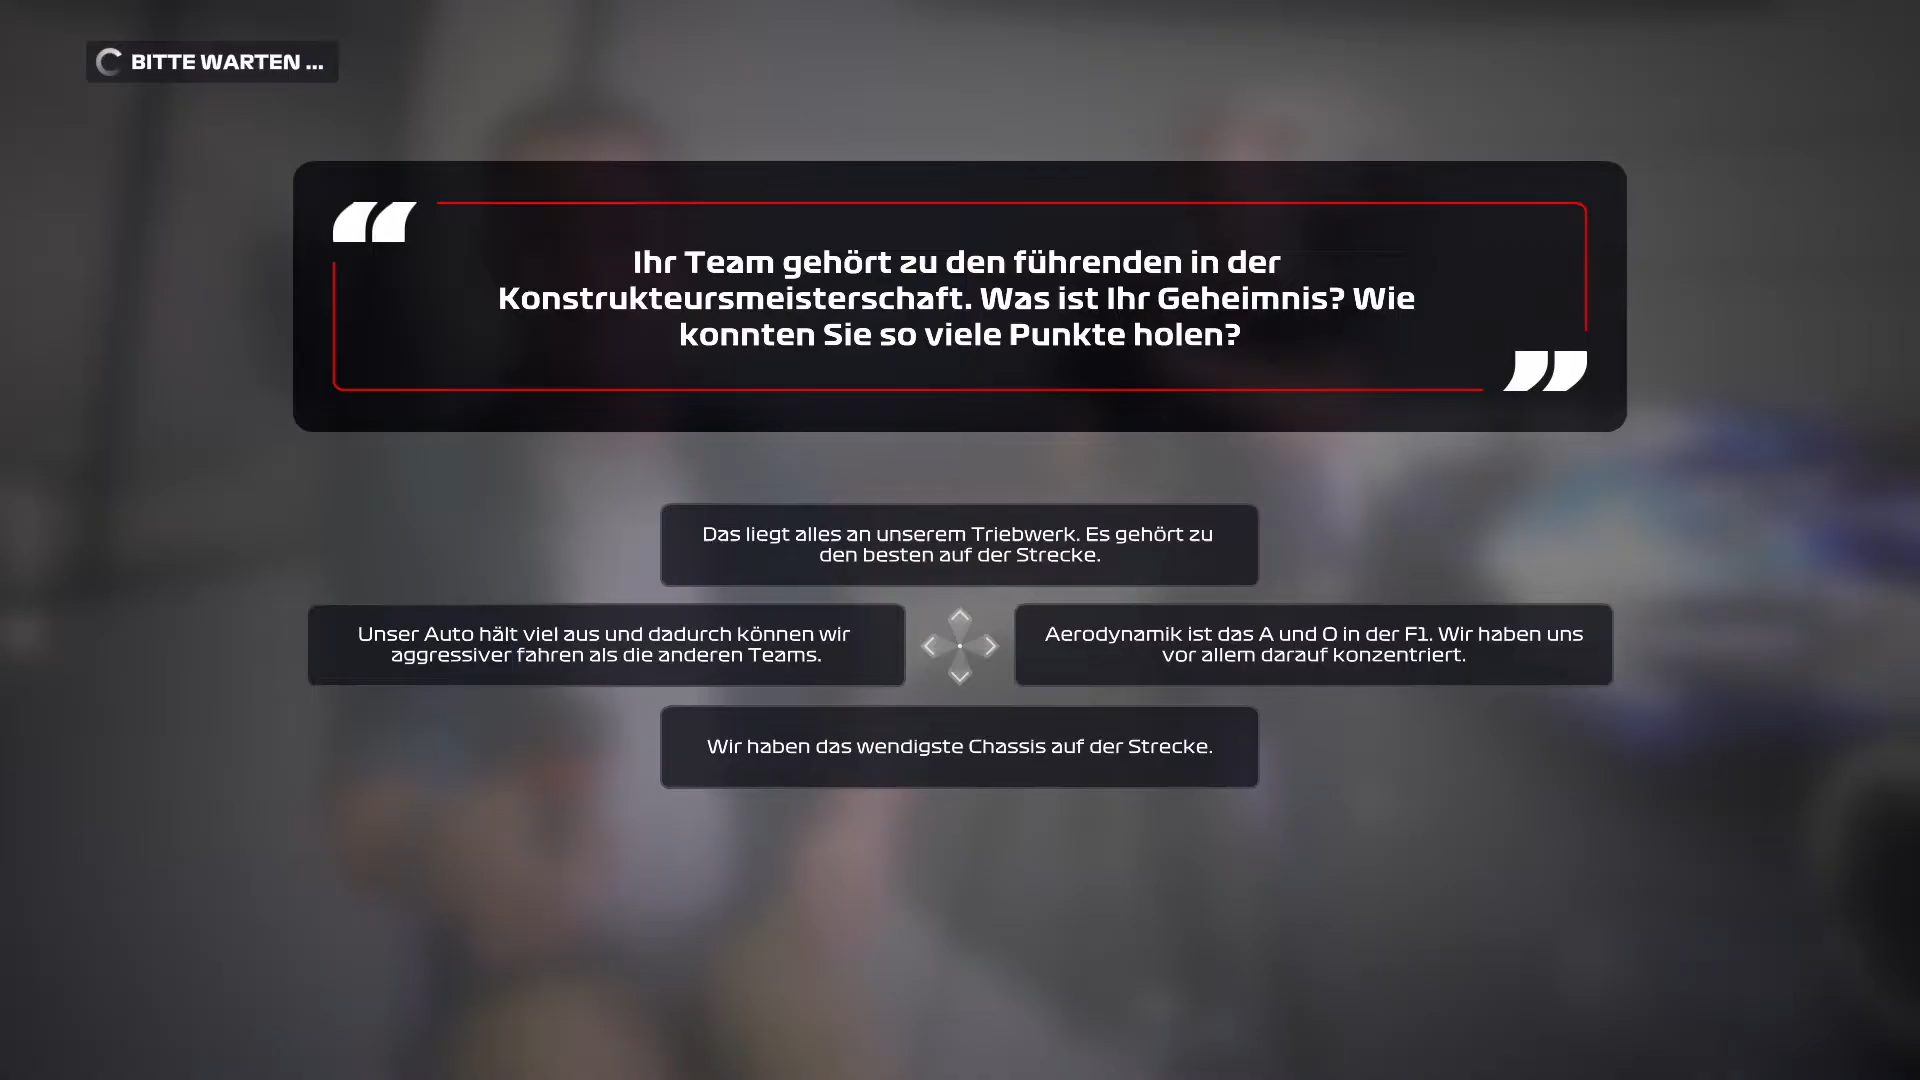 BITTE WARTEN ...
Ihr Team gehört zu den führenden in der
Konstrukteursmeisterschaft. Was ist Ihr Geheimnis? Wie
konnten Sie so viele Punkte holen?
Das liegt alles an unserem Triebwerk. Es gehört zu
den besten auf der Strecke.
Unser Auto hält viel aus und dadurch können wir
aggressiver fahren als die anderen Teams.
Aerodynamik ist das A und O in der F1. Wir haben uns
vor allem darauf konzentriert.
Wir haben das wendigste Chassis auf der Strecke.